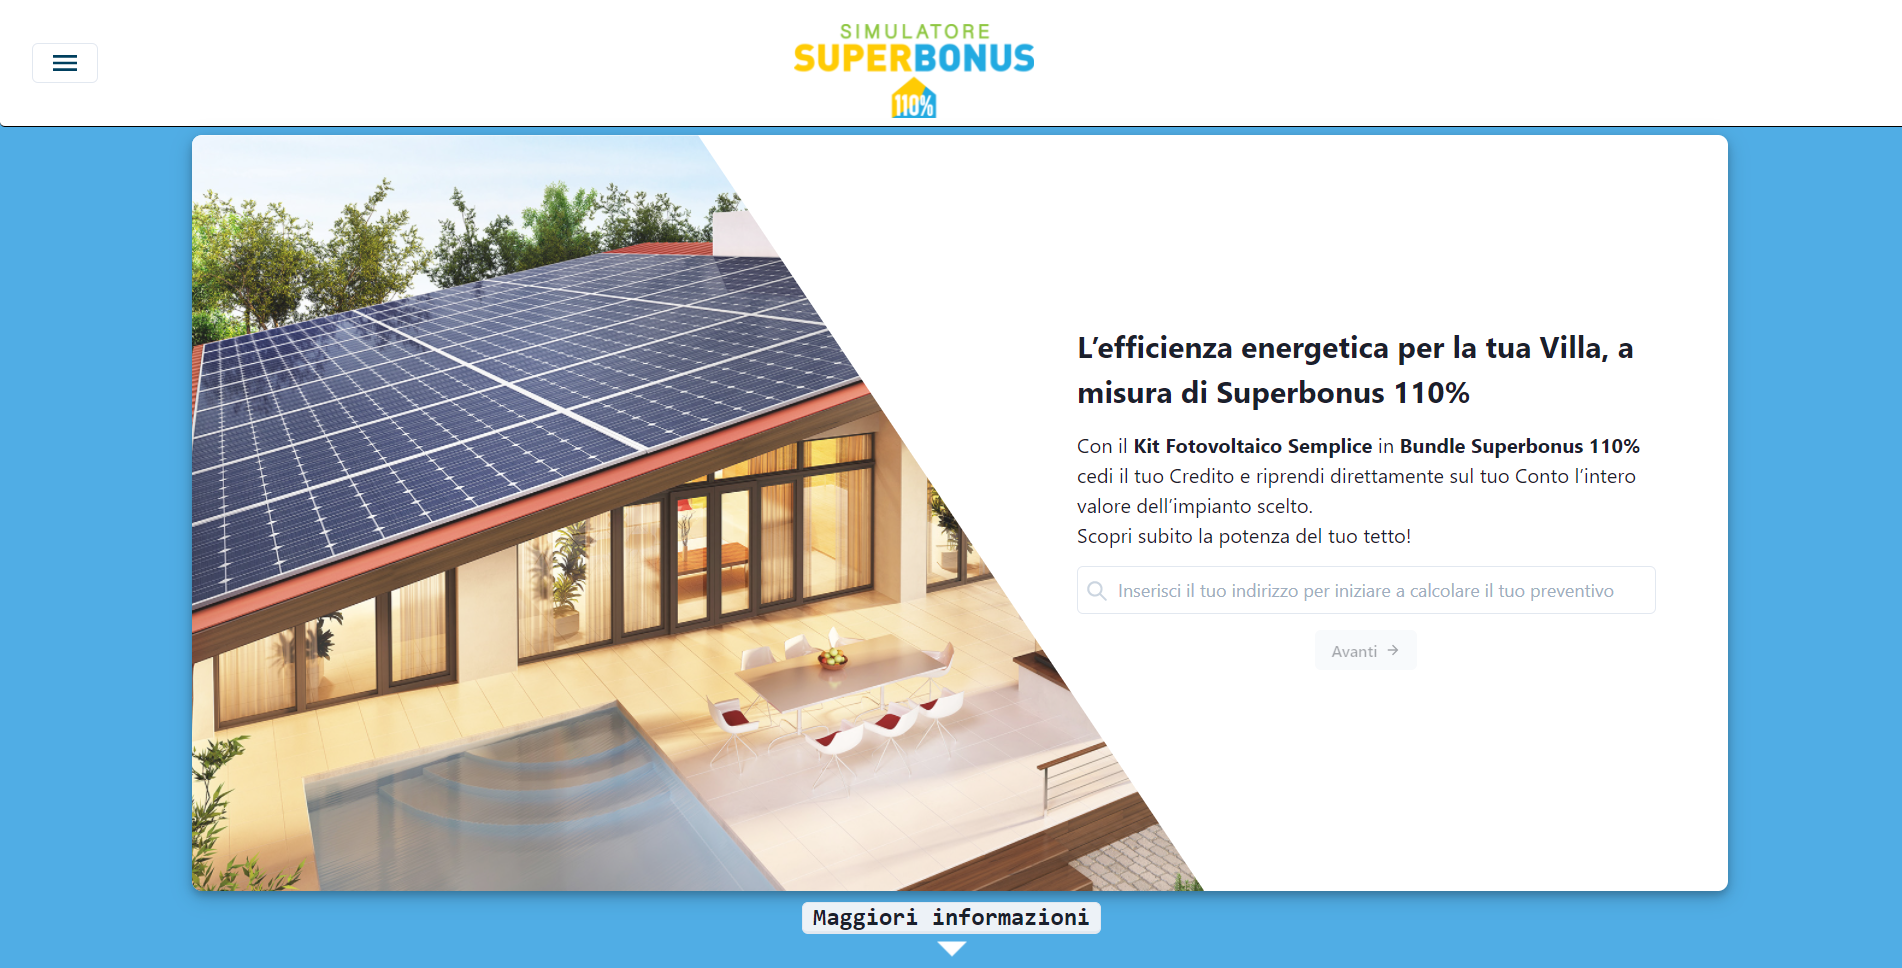 SIMULATORE
SUPERBONUS
110%
L’efficienza energetica per la tua Villa, a
misura di Superbonus 110%
Con il Kit Fotovoltaico Semplice in Bundle Superbonus 110%
cedi il tuo Credito e riprendi direttamente sul tuo Conto l’intero
valore dell’impianto scelto.
Scopri subito la potenza del tuo tetto!
Inserisci il tuo indirizzo per iniziare a calcolare il tuo preventivo
Avanti →
Maggiori informazioni